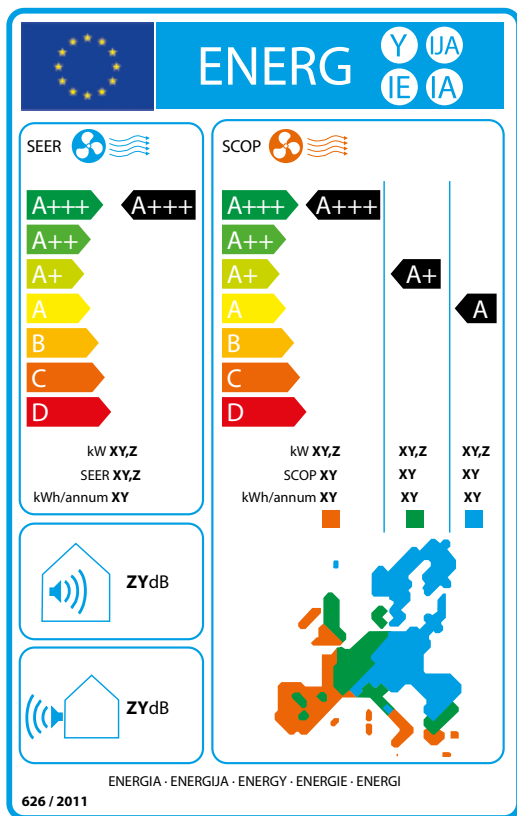 ENERG Y IJA
IE IA
SEER
A+++ A+++
A++
A+
A
B
C
D
kW XY,Z
SEER XY,Z
kWh/annum XY
SCOP
A+++ A+++
A++
A+ A+
A A
B
C
D
kW XY,Z XY,Z XY,Z
SCOP XY XY XY
kWh/annum XY XY XY
ZYdB
ZYdB
ENERGIA · ENERGIJA · ENERGY · ENERGIE · ENERGI
626 / 2011